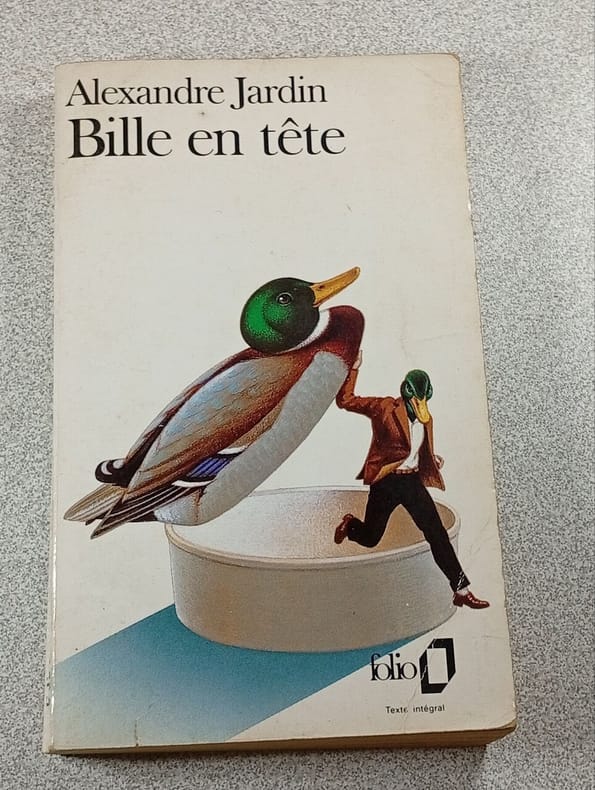 Alexandre Jardin
Bille en tête
folio
Texte intégral